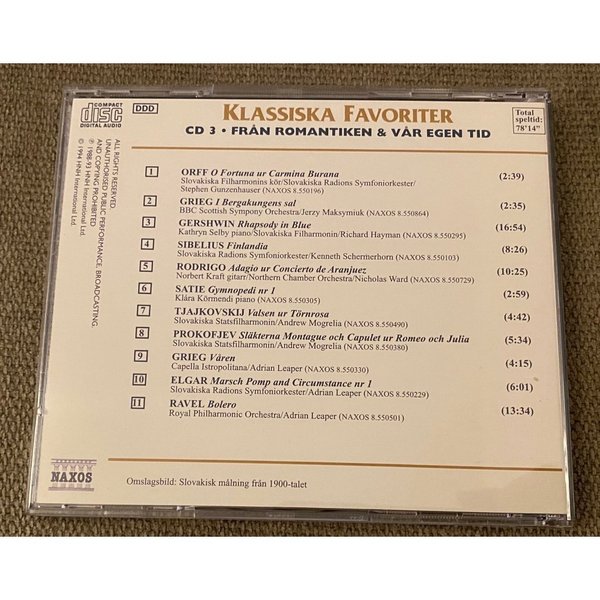 COMPACT
disc
DIGITAL AUDIO
DDD
KLASSISKA FAVORITER
CD 3 • FRÅN ROMANTIKEN & VÅR EGEN TID
Total
speltid:
78'14"
1 ORFF O Fortuna ur Carmina Burana (2:39)
Slovakiska Filharmonins kör/Slovakiska Radions Symfoniorkester/
Stephen Gunzenhauser (NAXOS 8.550196)
2 GRIEG I Bergakungens sal (2:35)
BBC Scottish Sympony Orchestra/Jerzy Maksymiuk (NAXOS 8.550864)
3 GERSHWIN Rhapsody in Blue (16:54)
Kathryn Selby piano/Slovakiska Filharmonin/Richard Hayman (NAXOS 8.550295)
4 SIBELIUS Finlandia (8:26)
Slovakiska Radions Symfoniorkester/Kenneth Schermerhorn (NAXOS 8.550103)
5 RODRIGO Adagio ur Concierto de Aranjuez (10:25)
Norbert Kraft gitarr/Northern Chamber Orchestra/Nicholas Ward (NAXOS 8.550729)
6 SATIE Gymnopedi nr 1 (2:59)
Klára Körmendi piano (NAXOS 8.550305)
7 TJAJKOVSKIJ Valsen ur Törnrosa (4:42)
Slovakiska Statsfilharmonin/Andrew Mogrelia (NAXOS 8.550490)
8 PROKOFJEV Släkterna Montague och Capulet ur Romeo och Julia (5:34)
Slovakiska Statsfilharmonin/Andrew Mogrelia (NAXOS 8.550380)
9 GRIEG Våren (4:15)
Capella Istropolitana/Adrian Leaper (NAXOS 8.550330)
10 ELGAR Marsch Pomp and Circumstance nr 1 (6:01)
Slovakiska Radions Symfoniorkester/Adrian Leaper (NAXOS 8.550229)
11 RAVEL Bolero (13:34)
Royal Philharmonic Orchestra/Adrian Leaper (NAXOS 8.550501)
ALL RIGHTS RESERVED
UNAUTHORISED PUBLIC PERFORMANCE, BROADCASTING
AND COPYING PROHIBITED
℗ 1988-93 HNH International Ltd.
© 1994 HNH International Ltd.
NAXOS
Omslagsbild: Slovakisk målning från 1900-talet